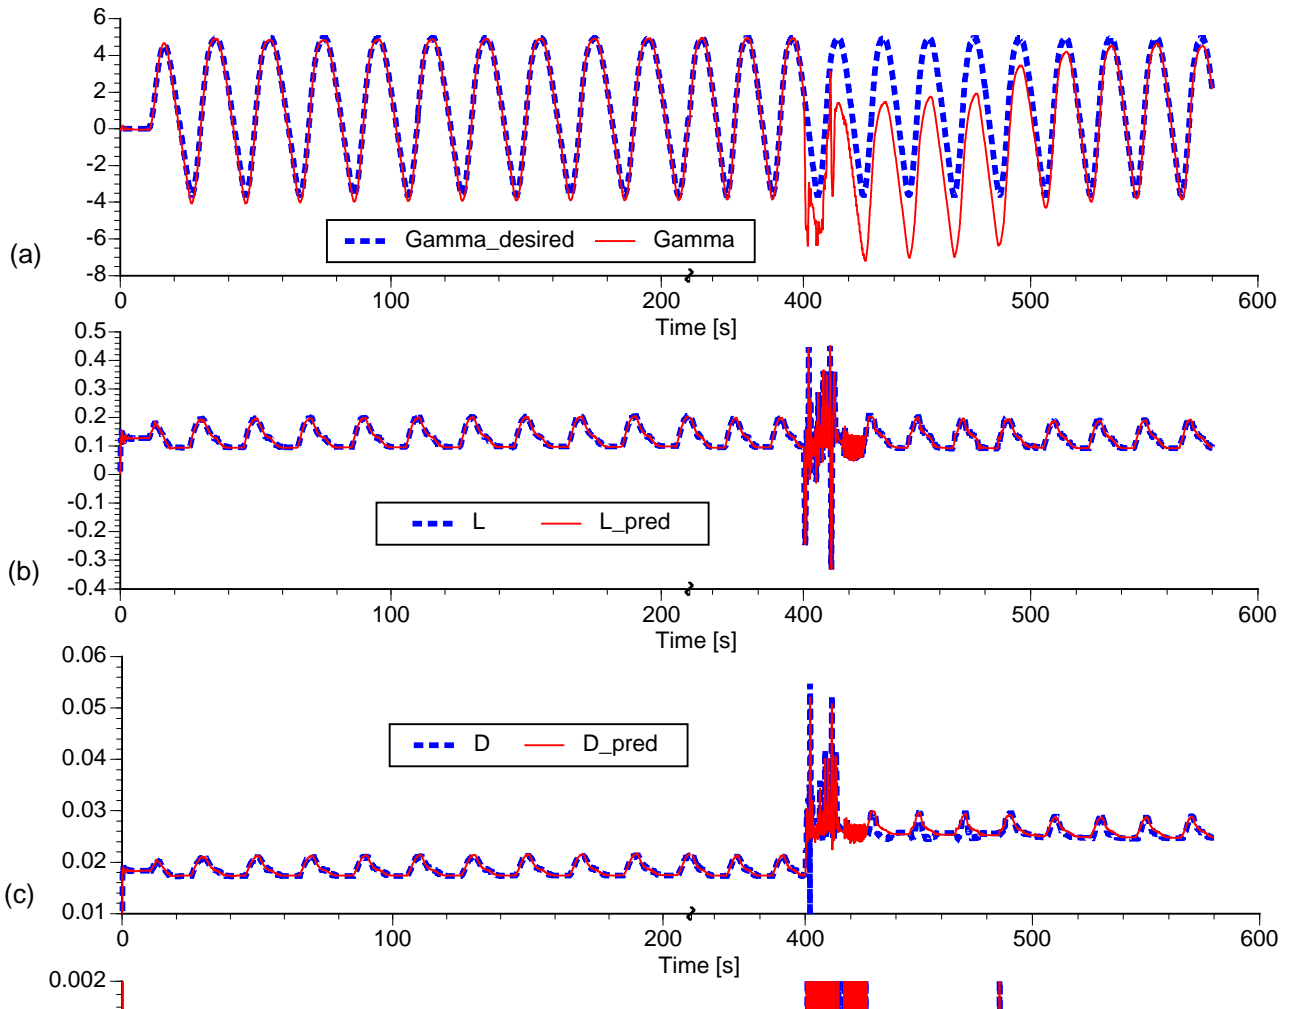 6
4
2
0
-2
-4
-6
-8
(a)
Gamma_desired Gamma
0 100 200 400 500 600
Time [s]
0.5
0.4
0.3
0.2
0.1
0
-0.1
-0.2
-0.3
-0.4
(b)
L L_pred
0 100 200 400 500 600
Time [s]
0.06
0.05
0.04
0.03
0.02
0.01
(c)
D D_pred
0 100 200 400 500 600
Time [s]
0.002